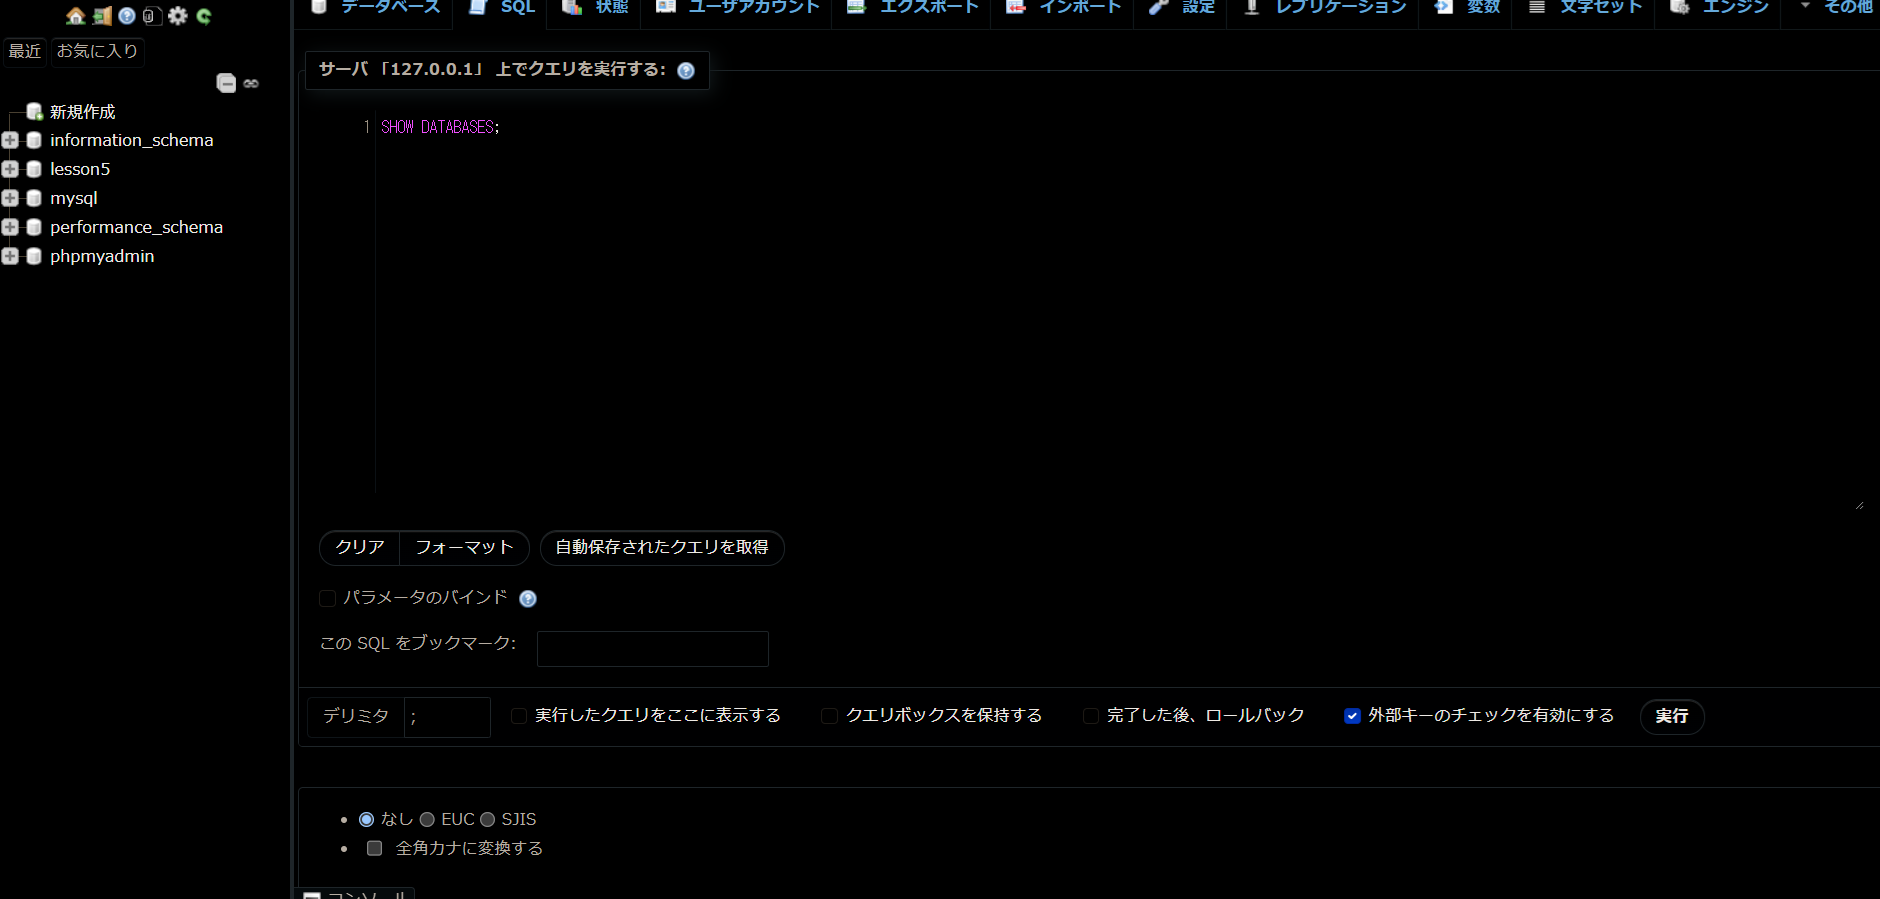 最近 お気に入り
新規作成
information_schema
lesson5
mysql
performance_schema
phpmyadmin
データベース SQL 状態 ユーザアカウント エクスポート インポート 設定 レプリケーション 変数 文字セット エンジン その他
サーバ 「127.0.0.1」 上でクエリを実行する:
1 SHOW DATABASES;
クリア フォーマット 自動保存されたクエリを取得
パラメータのバインド
この SQL をブックマーク:
デリミタ ; 実行したクエリをここに表示する クエリボックスを保持する 完了した後、ロールバック 外部キーのチェックを有効にする 実行
なし EUC SJIS
全角カナに変換する
コンソール